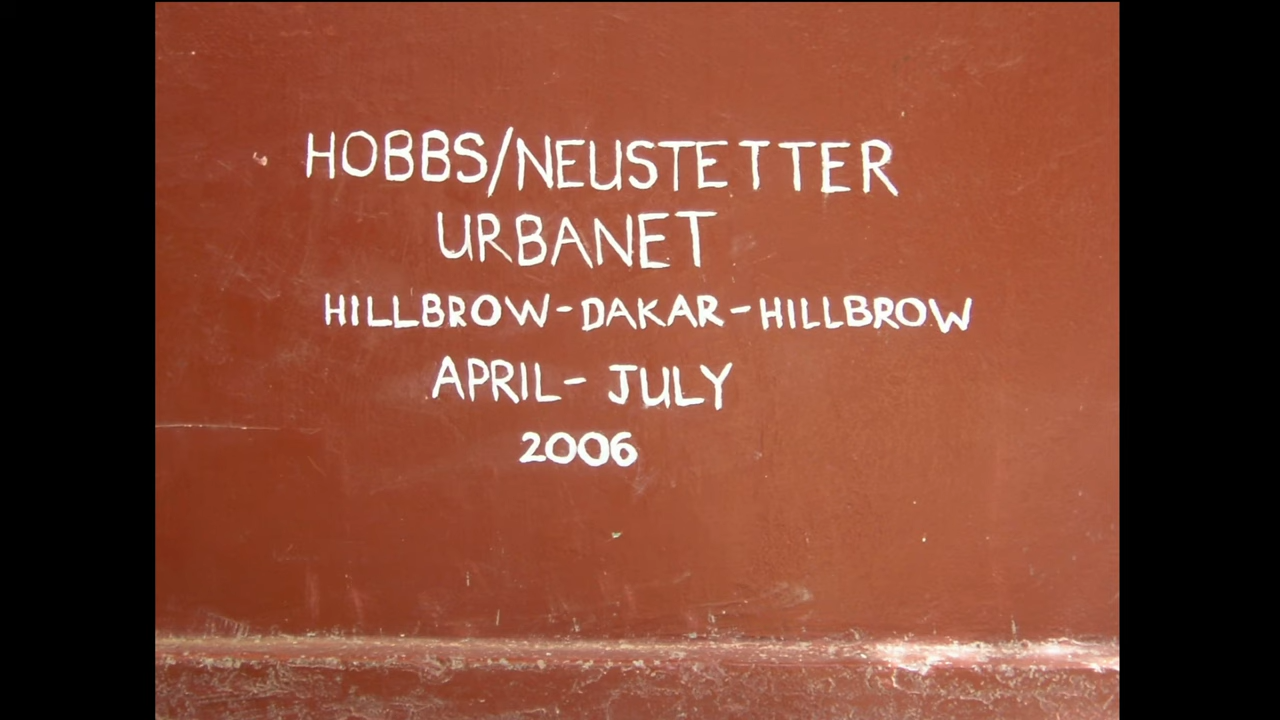 HOBBS/NEUSTETTER
URBANET
HILLBROW-DAKAR-HILLBROW
APRIL- JULY
2006